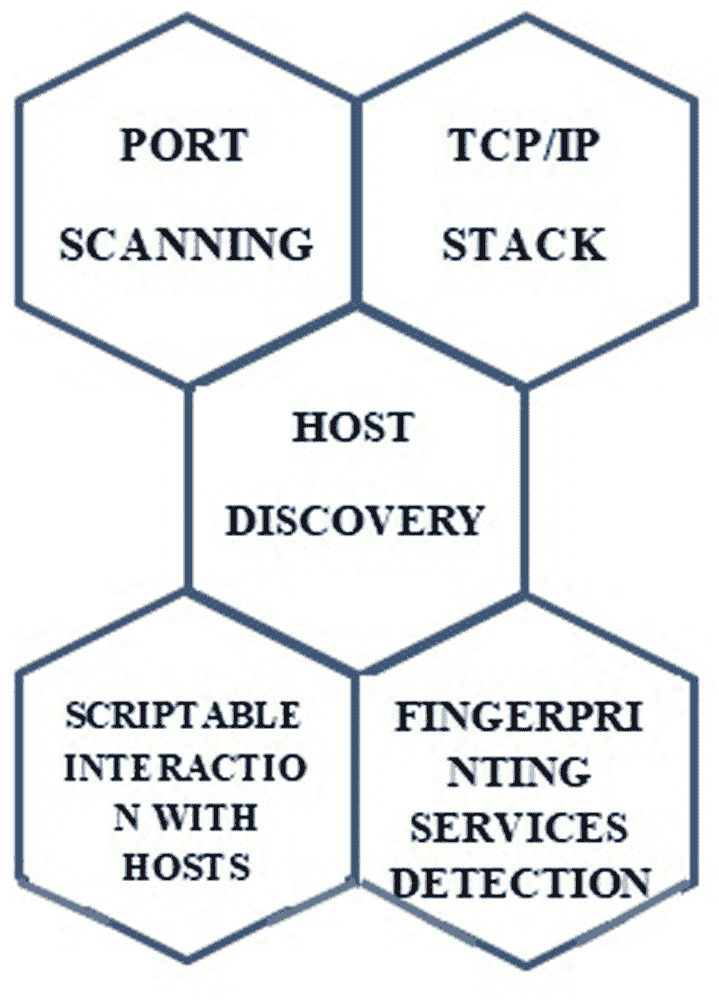 PORT
SCANNING
TCP/IP
STACK
HOST
DISCOVERY
SCRIPTABLE
INTERACTIO
N WITH
HOSTS
FINGERPRI
NTING
SERVICES
DETECTION